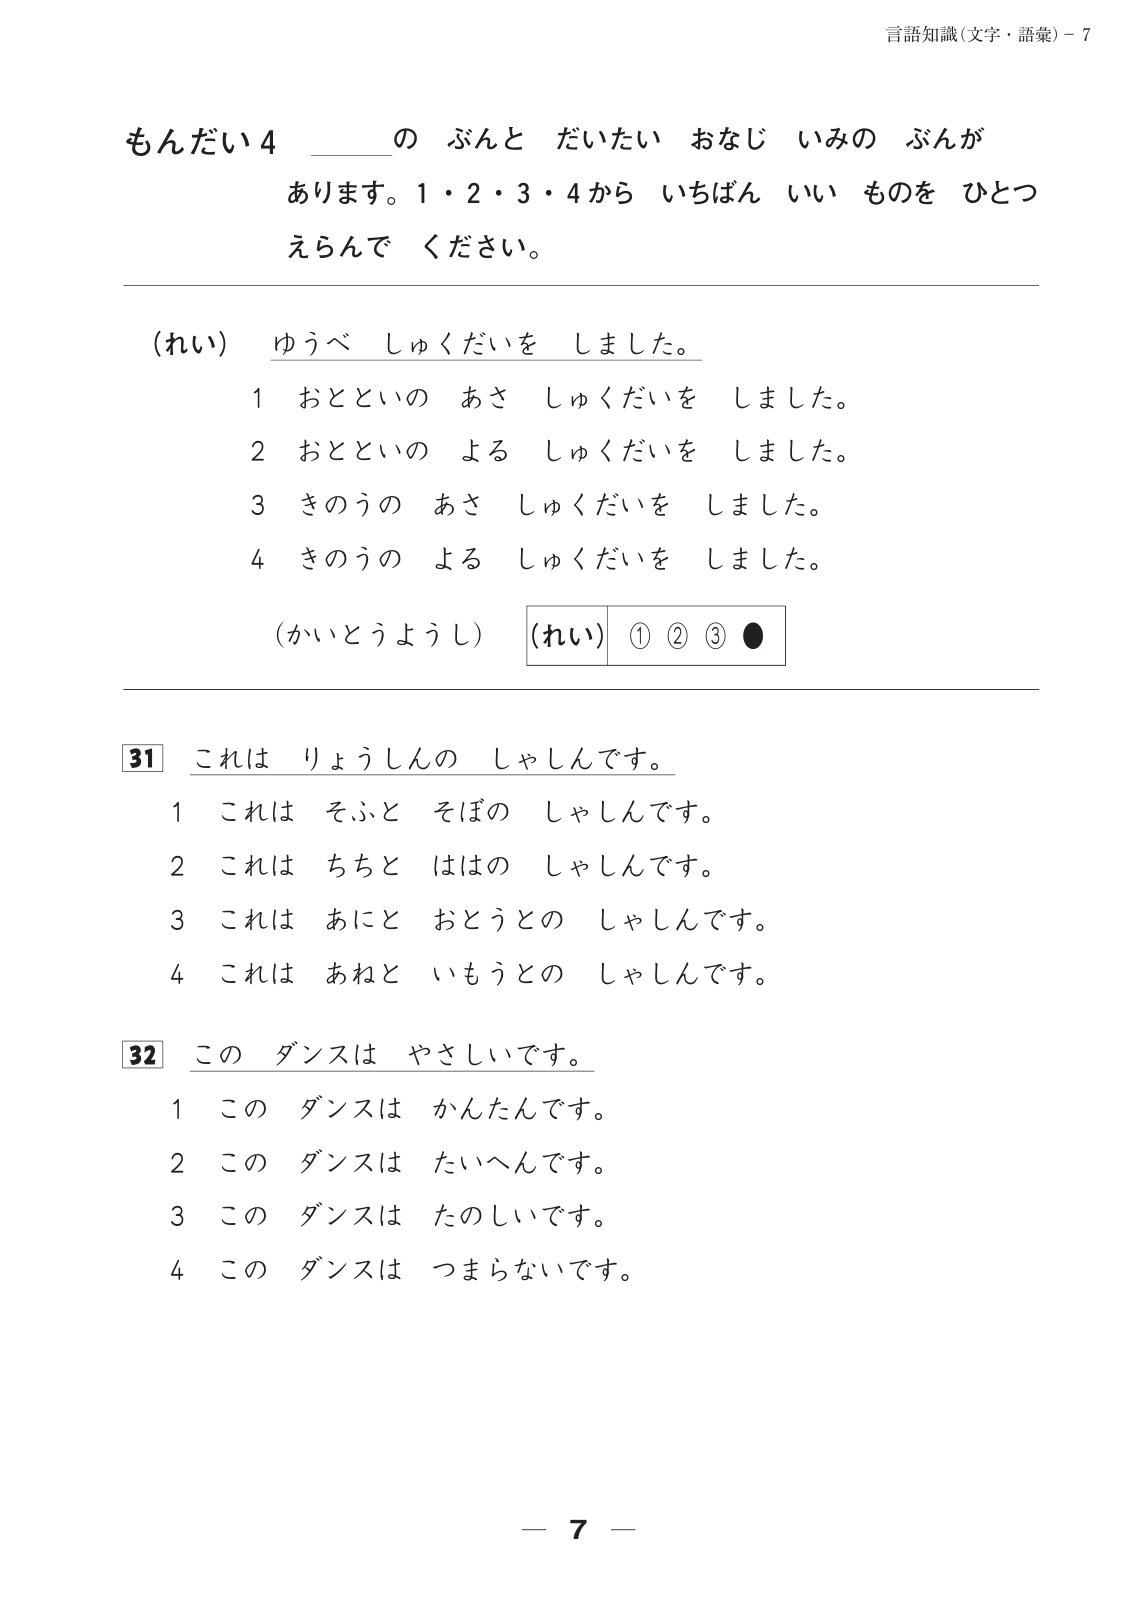 言語知識(文字・語彙)－7
もんだい4　＿＿＿の　ぶんと　だいたい　おなじ　いみの　ぶんが
あります。1・2・3・4から　いちばん　いい　ものを　ひとつ
えらんで　ください。
(れい)　ゆうべ　しゅくだいを　しました。
1　おとといの　あさ　しゅくだいを　しました。
2　おとといの　よる　しゅくだいを　しました。
3　きのうの　あさ　しゅくだいを　しました。
4　きのうの　よる　しゅくだいを　しました。
(かいとうようし)　(れい)　①　②　③　●
31　これは　りょうしんの　しゃしんです。
1　これは　そふと　そぼの　しゃしんです。
2　これは　ちちと　ははの　しゃしんです。
3　これは　あにと　おとうとの　しゃしんです。
4　これは　あねと　いもうとの　しゃしんです。
32　この　ダンスは　やさしいです。
1　この　ダンスは　かんたんです。
2　この　ダンスは　たいへんです。
3　この　ダンスは　たのしいです。
4　この　ダンスは　つまらないです。
— 7 —